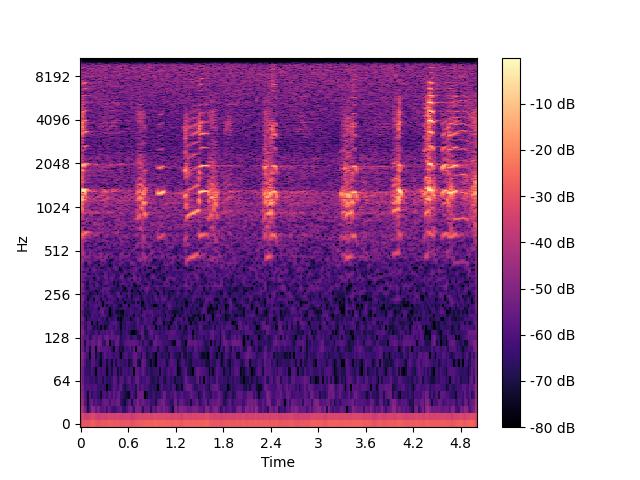 8192
4096
2048
1024
512
256
128
64
0
Hz
0 0.6 1.2 1.8 2.4 3 3.6 4.2 4.8
Time
-10 dB
-20 dB
-30 dB
-40 dB
-50 dB
-60 dB
-70 dB
-80 dB